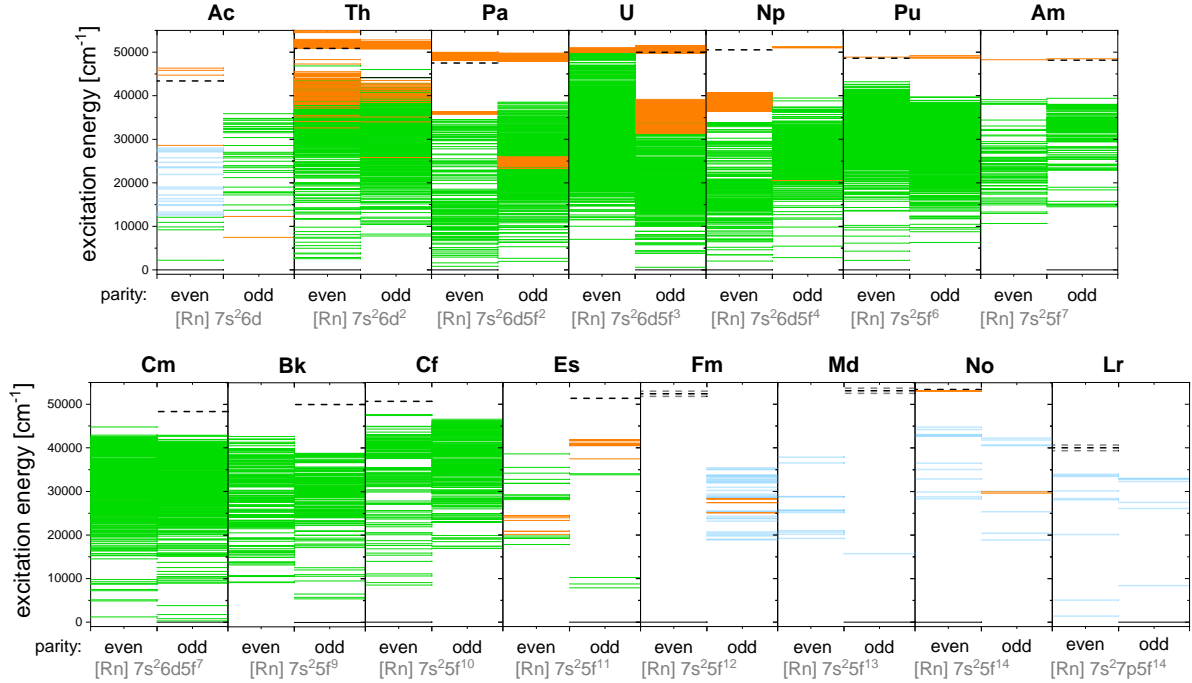 Ac Th Pa U Np Pu Am
excitation energy [cm⁻¹]
50000
40000
30000
20000
10000
0
parity: even odd even odd even odd even odd even odd even odd even odd
[Rn] 7s²6d [Rn] 7s²6d² [Rn] 7s²6d5f² [Rn] 7s²6d5f³ [Rn] 7s²6d5f⁴ [Rn] 7s²5f⁶ [Rn] 7s²5f⁷
Cm Bk Cf Es Fm Md No Lr
excitation energy [cm⁻¹]
50000
40000
30000
20000
10000
0
parity: even odd even odd even odd even odd even odd even odd even odd even odd
[Rn] 7s²6d5f⁷ [Rn] 7s²5f⁹ [Rn] 7s²5f¹⁰ [Rn] 7s²5f¹¹ [Rn] 7s²5f¹² [Rn] 7s²5f¹³ [Rn] 7s²5f¹⁴ [Rn] 7s²7p5f¹⁴